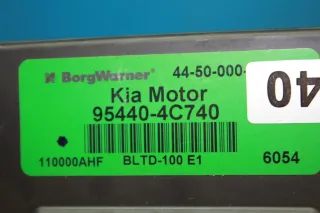 BorgWarner 44-50-000-
Kia Motor
95440-4C740
110000AHF BLTD-100 E1 6054
40